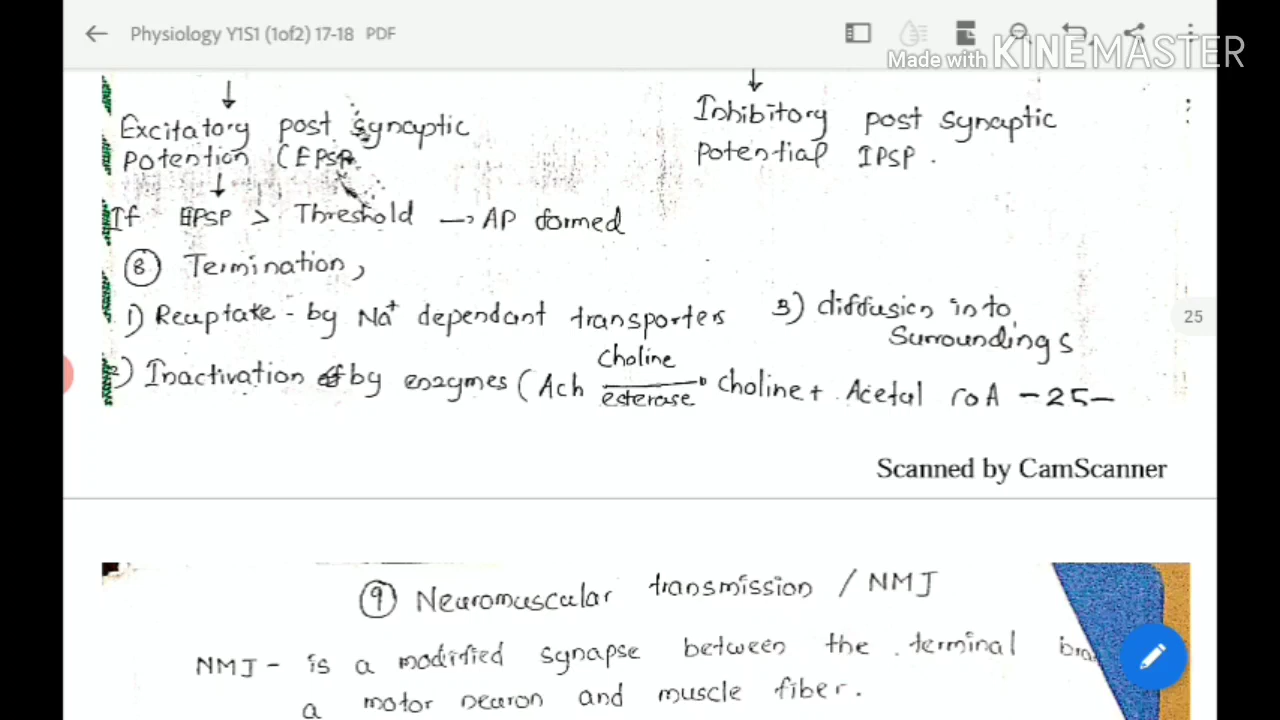 Physiology Y1S1 (1of2) 17-18 PDF
Made with KINEMASTER
Excitatory post synaptic
potention (EPSP
Inhibitory post synaptic
potential IPSP.
If EPSP > Threshold → AP formed
⑧ Termination,
1) Reuptake - by Na⁺ dependant transporters
3) diffusion into
surroundings
25
2) Inactivation by enzymes (Ach choline esterase → choline + Acetal coA -25-
Scanned by CamScanner
⑨ Neuromuscular transmission / NMJ
NMJ - is a modified synapse between the terminal
a motor neuron and muscle fiber.